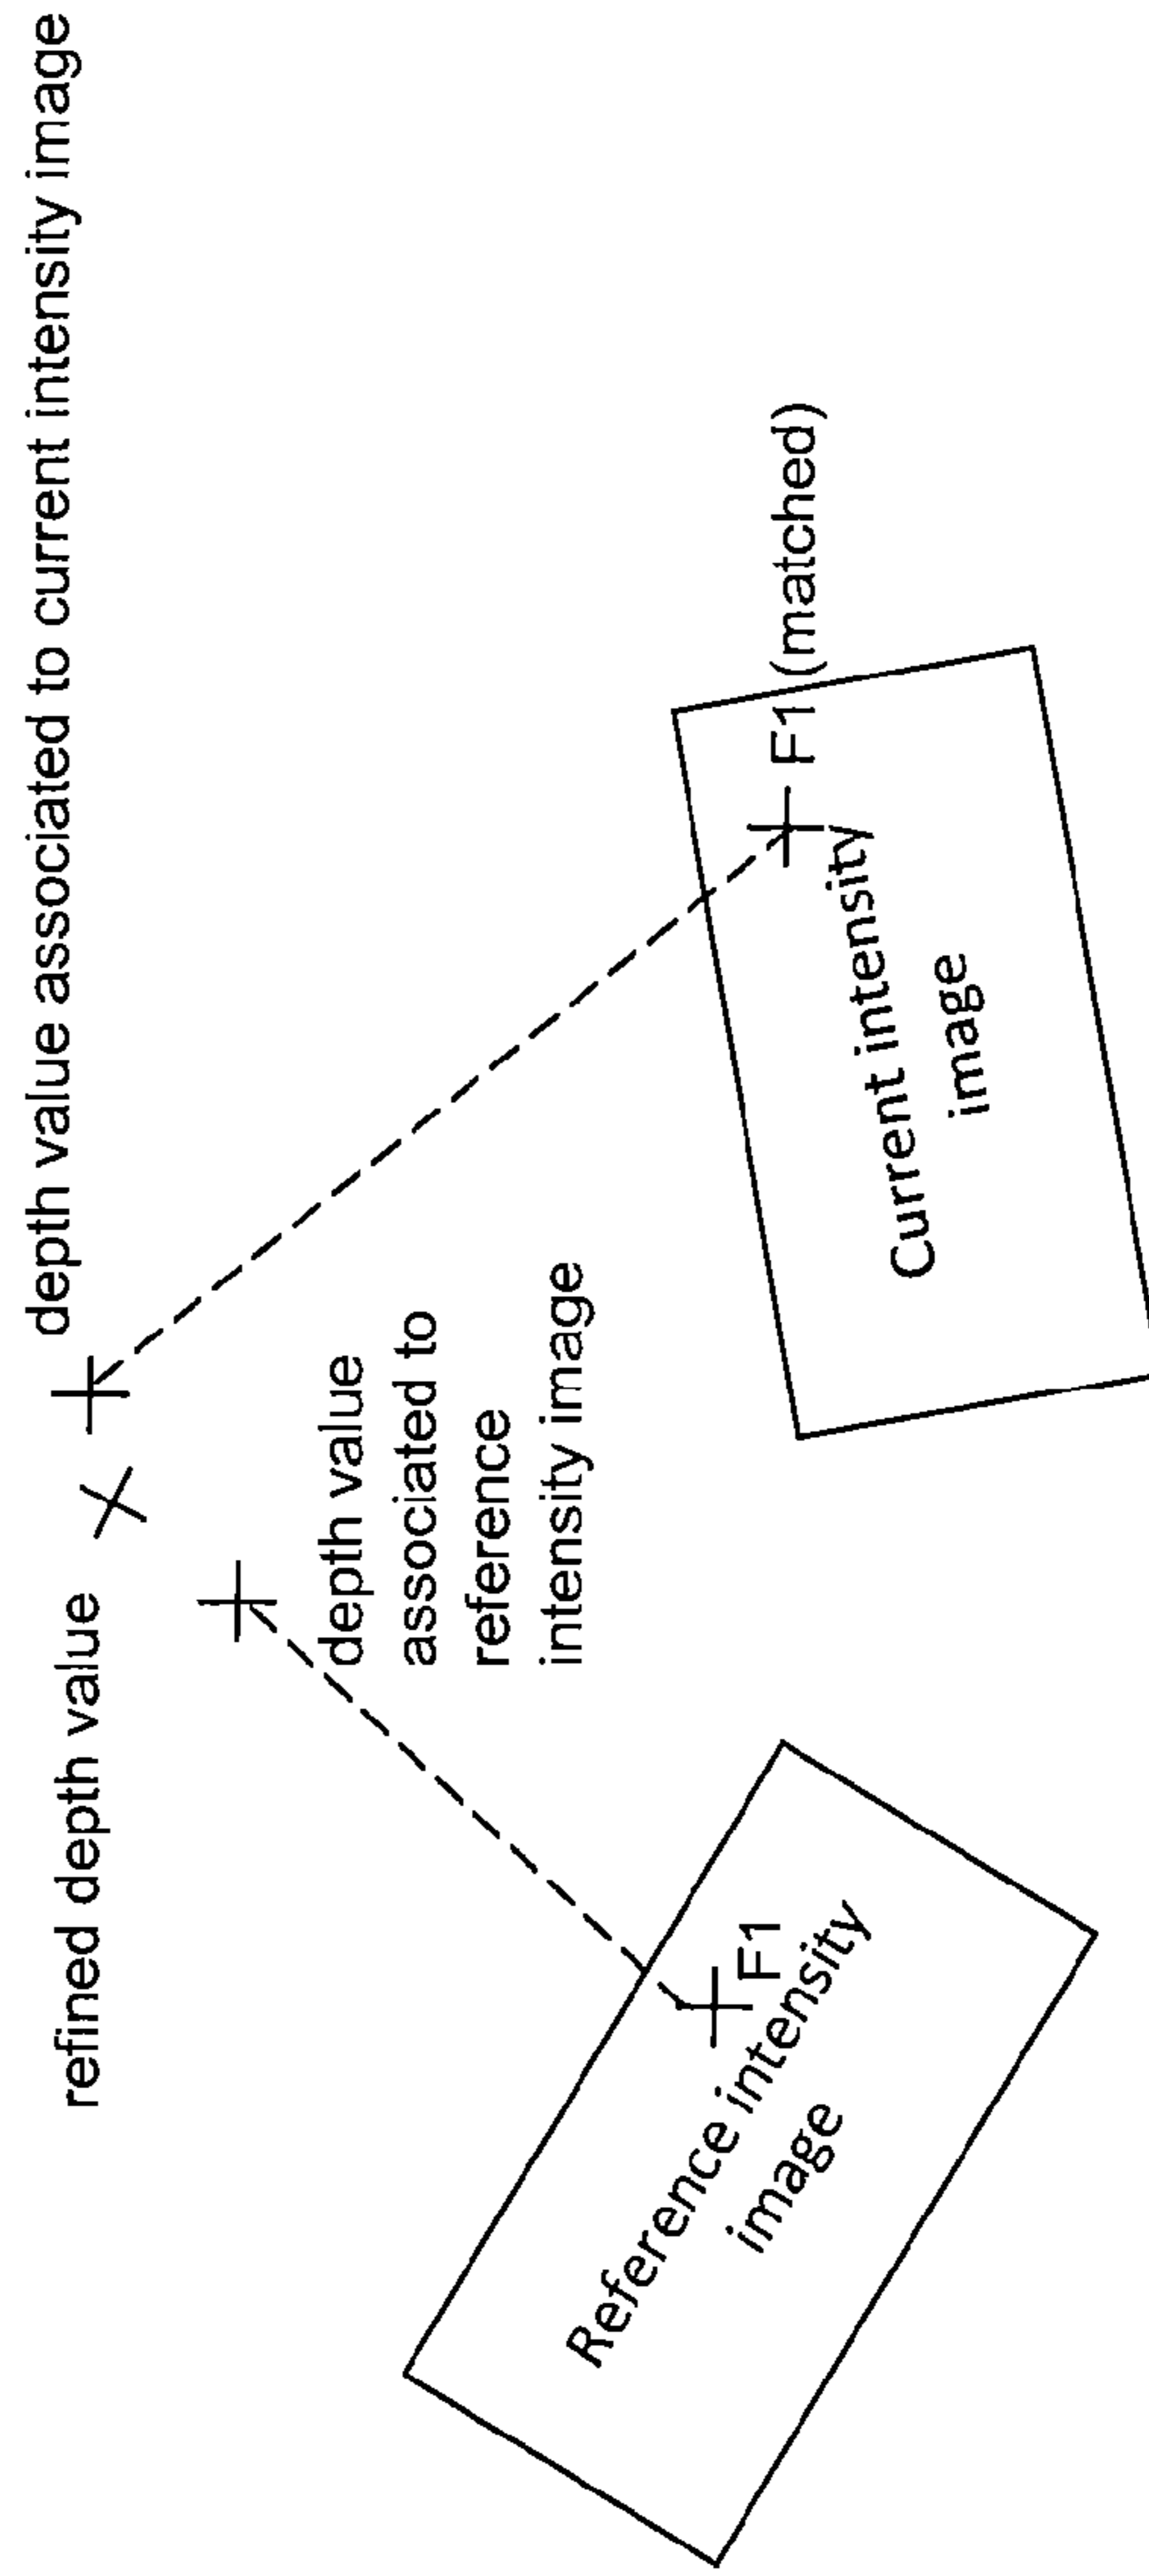 depth value associated to current intensity image
refined depth value
depth value
associated to
reference
intensity image
F1
Reference intensity
image
F1 (matched)
Current intensity
image